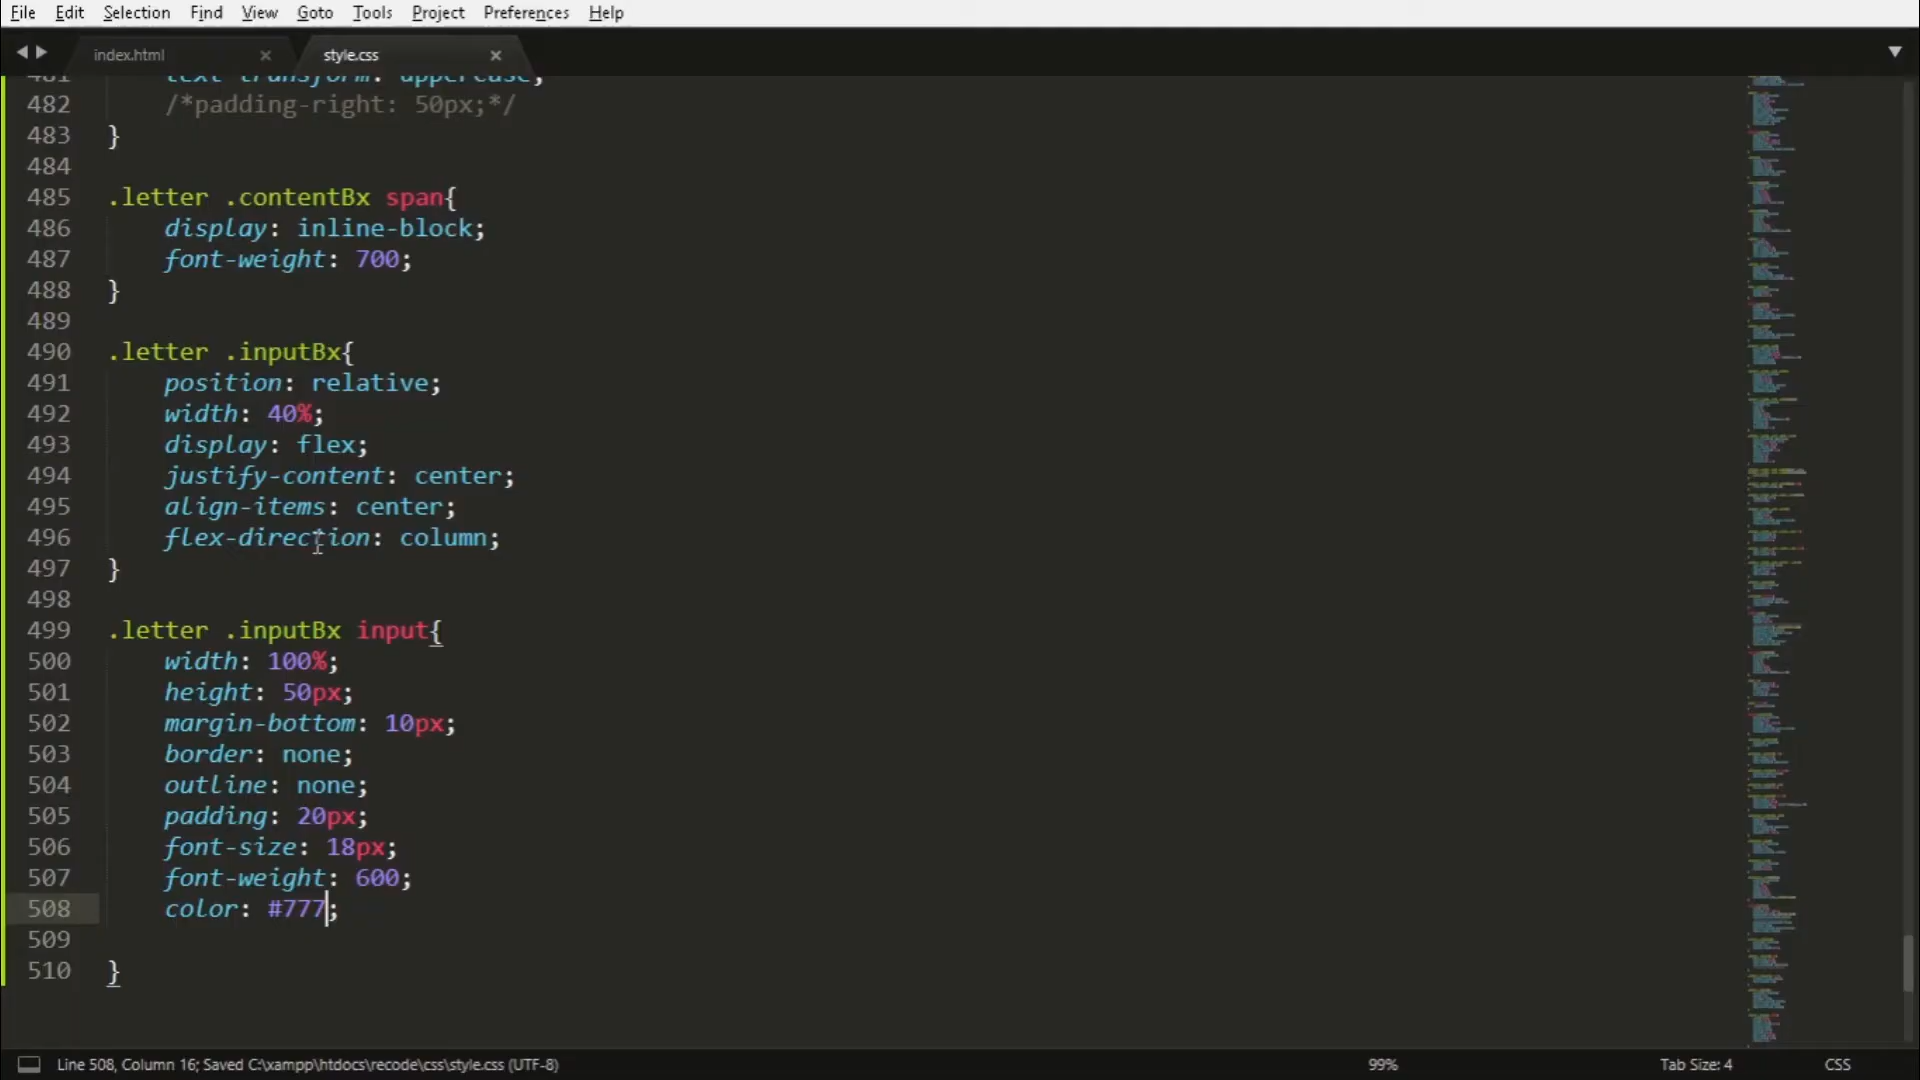 File Edit Selection Find View Goto Tools Project Preferences Help
index.html × style.css ×
481 text-transform: uppercase;
482 /*padding-right: 50px;*/
483 }
484
485 .letter .contentBx span{
486 display: inline-block;
487 font-weight: 700;
488 }
489
490 .letter .inputBx{
491 position: relative;
492 width: 40%;
493 display: flex;
494 justify-content: center;
495 align-items: center;
496 flex-direction: column;
497 }
498
499 .letter .inputBx input{
500 width: 100%;
501 height: 50px;
502 margin-bottom: 10px;
503 border: none;
504 outline: none;
505 padding: 20px;
506 font-size: 18px;
507 font-weight: 600;
508 color: #777;
509
510 }
Line 508, Column 16; Saved C:\xampp\htdocs\recode\css\style.css (UTF-8) 99% Tab Size: 4 CSS